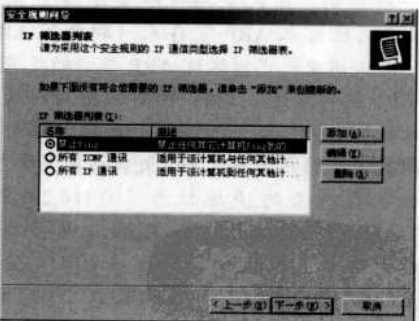 安全规则向导
IP 筛选器列表
请为采用这个安全规则的 IP 通信类型选择 IP 筛选器表。
如果下面没有符合您需要的 IP 筛选器，请单击“添加”来创建新的。
IP 筛选器列表(I):
名称 描述 添加(A)...
禁止Ping 禁止任何其它计算机Ping我的 编辑(E)
所有 ICMP 通讯 适用于该计算机与任何其他计... 删除
所有 IP 通讯 适用于该计算机到任何其他计...
< 上一步(B) 下一步(N) > 取消